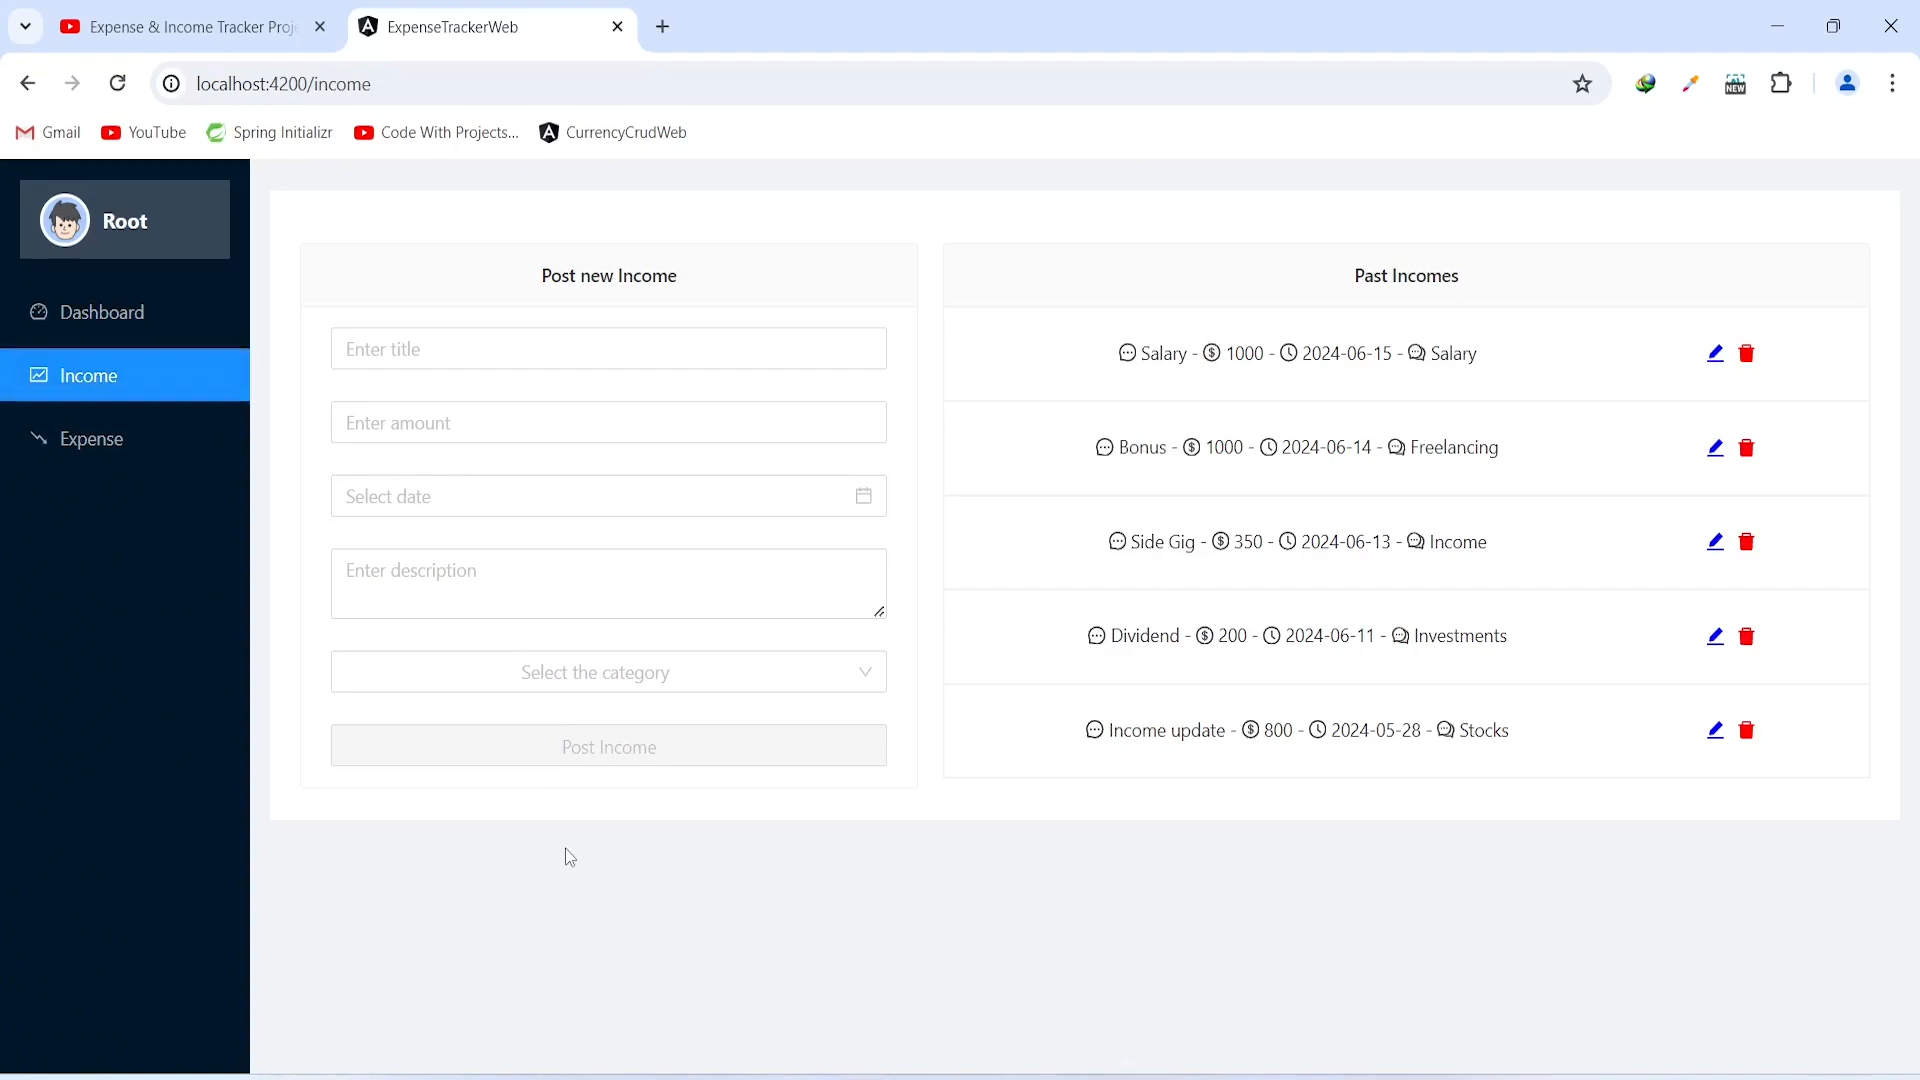 Expense & Income Tracker Proj
ExpenseTrackerWeb
localhost:4200/income
NEW
Gmail
YouTube
Spring Initializr
Code With Projects...
CurrencyCrudWeb
Root
Dashboard
Income
Expense
Post new Income
Enter title
Enter amount
Select date
Enter description
Select the category
Post Income
Past Incomes
Salary - $ 1000 - 2024-06-15 - Salary
Bonus - $ 1000 - 2024-06-14 - Freelancing
Side Gig - $ 350 - 2024-06-13 - Income
Dividend - $ 200 - 2024-06-11 - Investments
Income update - $ 800 - 2024-05-28 - Stocks